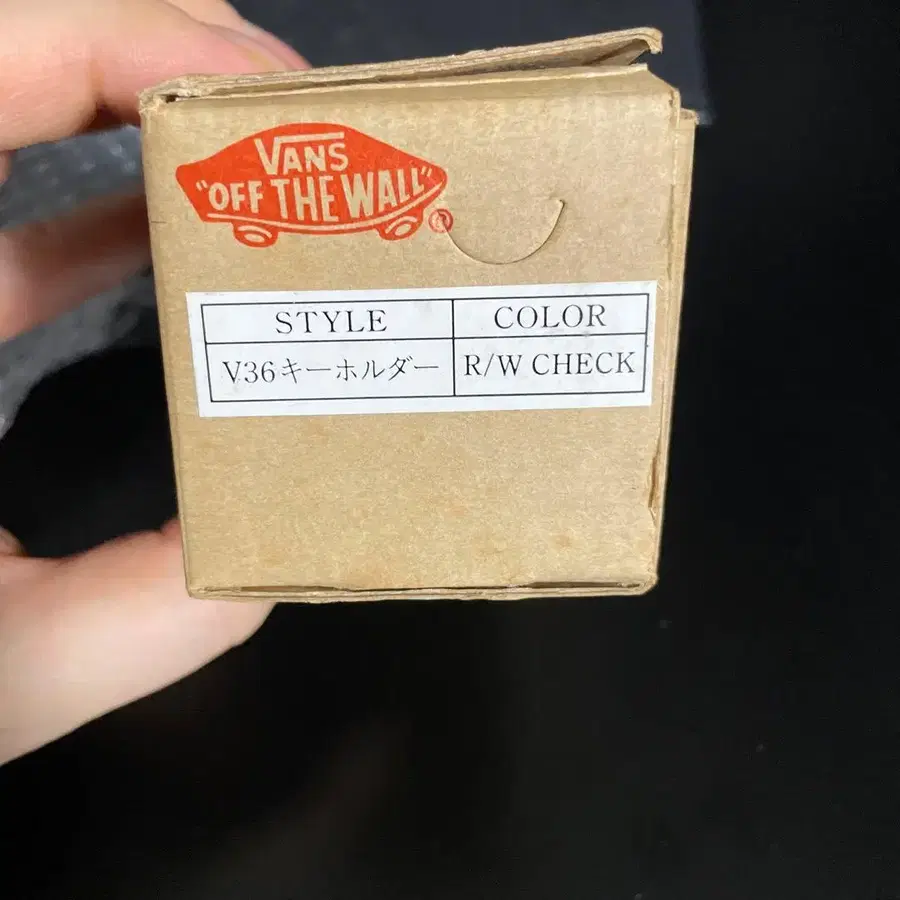 VANS
"OFF THE WALL"
®
STYLE COLOR
V36キーホルダー R/W CHECK